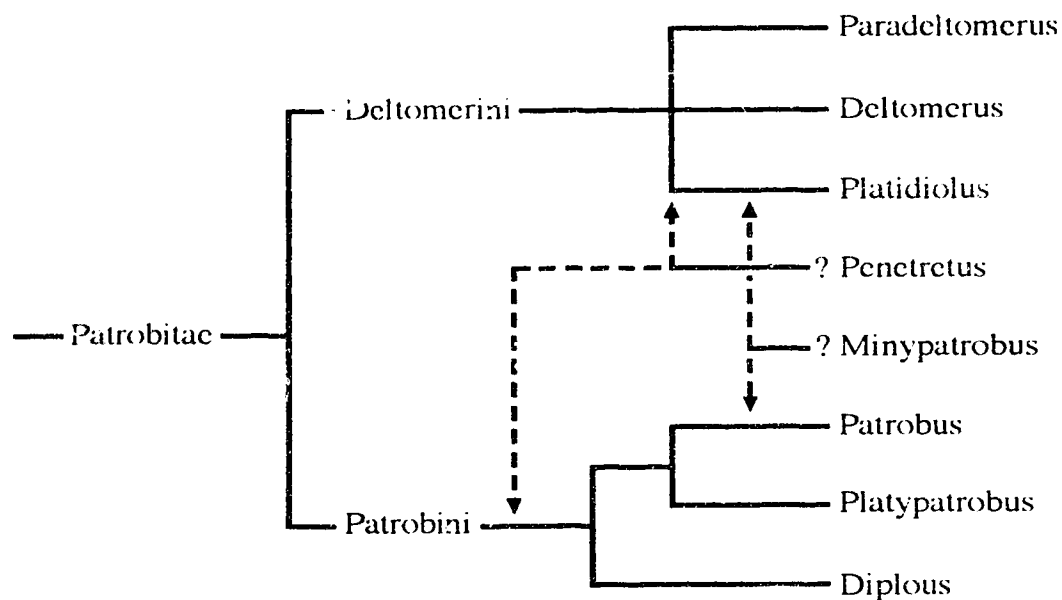 Paradeltomerus
Deltomerini
Deltomerus
Platidiolus
? Penetretus
Patrobitae
? Minypatrobus
Patrobus
Platypatrobus
Patrobini
Diplous